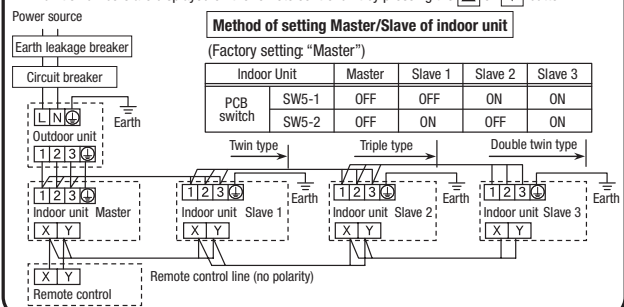 Power source
Earth leakage breaker
Circuit breaker
L N
Outdoor unit
1 2 3
Earth
Method of setting Master/Slave of indoor unit
(Factory setting: “Master”)
Indoor Unit Master Slave 1 Slave 2 Slave 3
PCB switch SW5-1 OFF OFF ON ON
SW5-2 OFF ON OFF ON
Twin type Triple type Double twin type
1 2 3
Indoor unit Master
X Y
1 2 3
Earth
Indoor unit Slave 1
X Y
1 2 3
Earth
Indoor unit Slave 2
X Y
1 2 3
Earth
Indoor unit Slave 3
X Y
X Y
Remote control
Remote control line (no polarity)